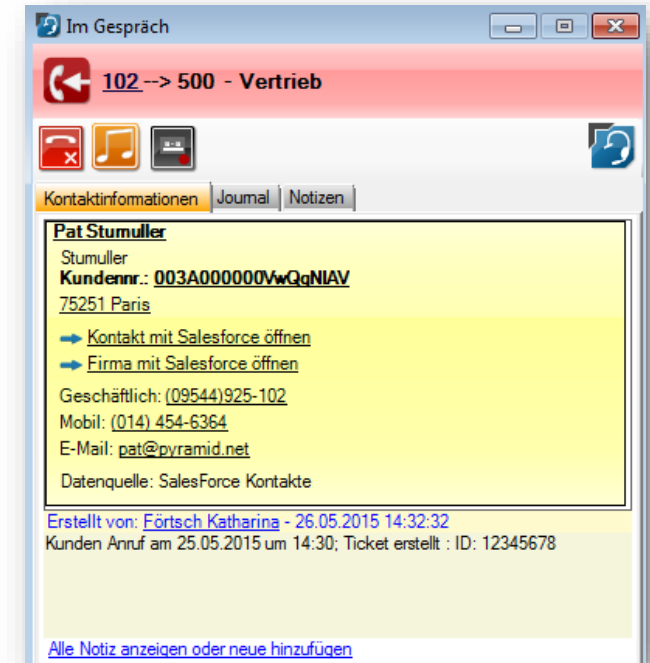 Im Gespräch
102 --> 500 - Vertrieb
Kontaktinformationen Journal Notizen
Pat Stumuller
Stumuller
Kundennr.: 003A000000VwQqNIAV
75251 Paris
Kontakt mit Salesforce öffnen
Firma mit Salesforce öffnen
Geschäftlich: (09544)925-102
Mobil: (014) 454-6364
E-Mail: pat@pyramid.net
Datenquelle: SalesForce Kontakte
Erstellt von: Förtsch Katharina - 26.05.2015 14:32:32
Kunden Anruf am 25.05.2015 um 14:30; Ticket erstellt : ID: 12345678
Alle Notiz anzeigen oder neue hinzufügen